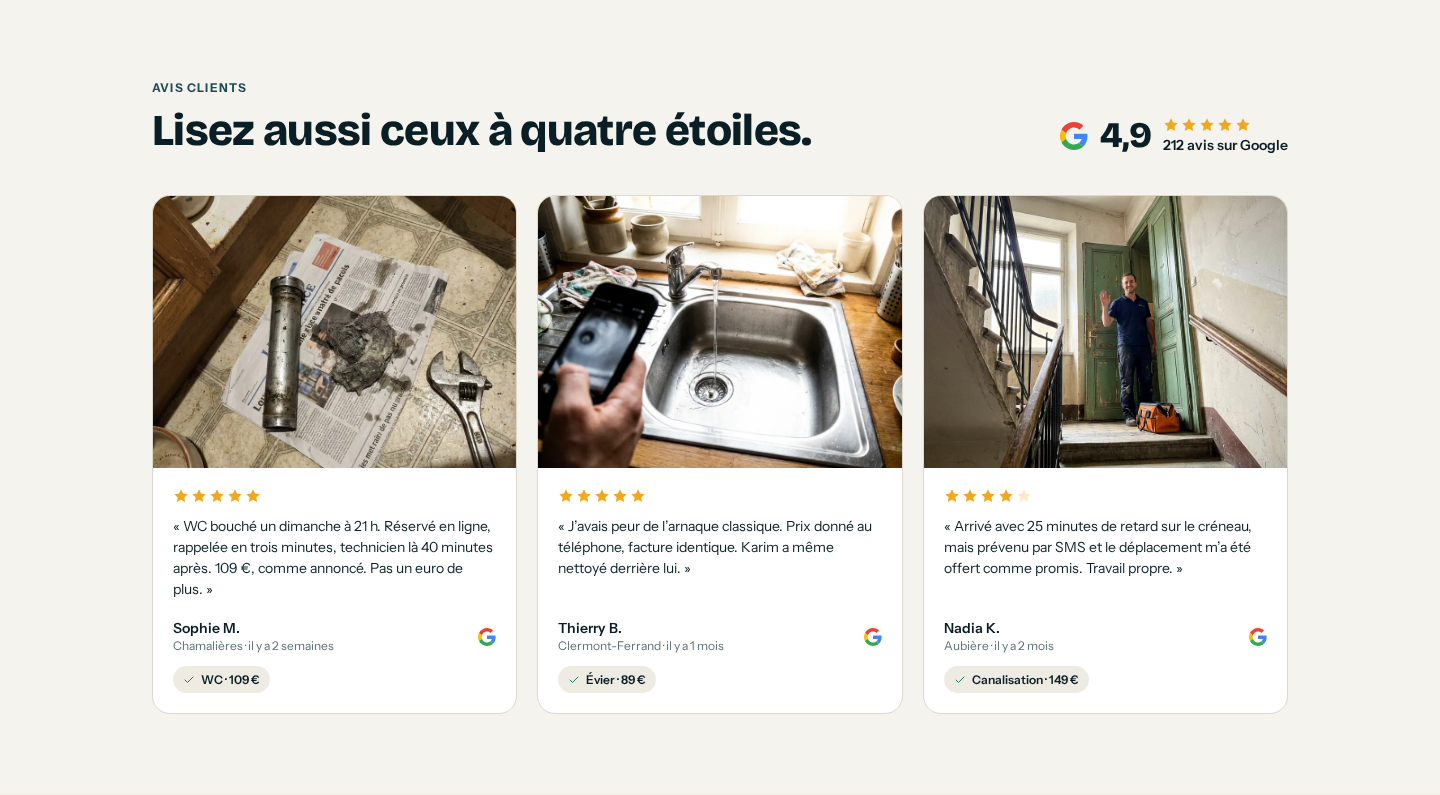 AVIS CLIENTS
Lisez aussi ceux à quatre étoiles.
4,9
212 avis sur Google
« WC bouché un dimanche à 21 h. Réservé en ligne,
rappelée en trois minutes, technicien là 40 minutes
après. 109 €, comme annoncé. Pas un euro de
plus. »
Sophie M.
Chamalières · il y a 2 semaines
WC · 109 €
« J’avais peur de l’arnaque classique. Prix donné au
téléphone, facture identique. Karim a même
nettoyé derrière lui. »
Thierry B.
Clermont-Ferrand · il y a 1 mois
Évier · 89 €
« Arrivé avec 25 minutes de retard sur le créneau,
mais prévenu par SMS et le déplacement m’a été
offert comme promis. Travail propre. »
Nadia K.
Aubière · il y a 2 mois
Canalisation · 149 €